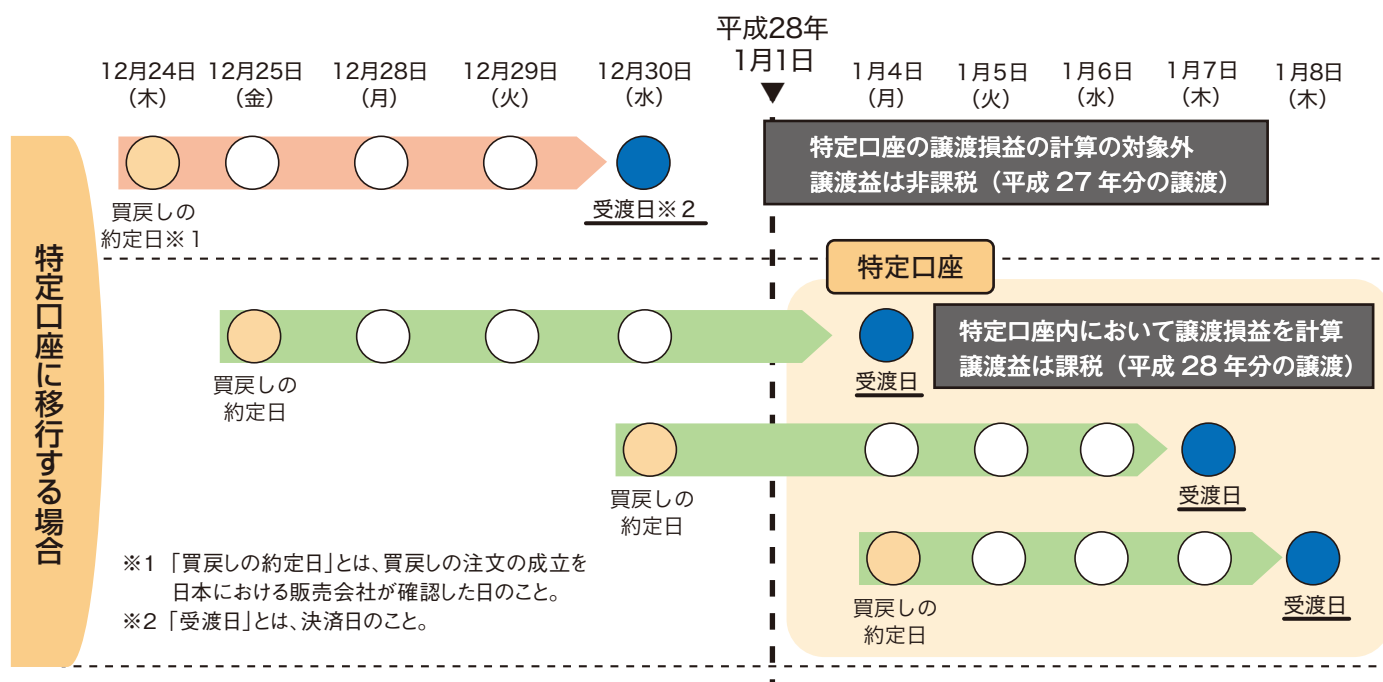 平成28年
1月1日
12月24日
（木）
12月25日
（金）
12月28日
（月）
12月29日
（火）
12月30日
（水）
1月4日
（月）
1月5日
（火）
1月6日
（水）
1月7日
（木）
1月8日
（木）
特定口座に移行する場合
買戻しの
約定日※1
受渡日※2
特定口座の譲渡損益の計算の対象外
譲渡益は非課税（平成 27 年分の譲渡）
特定口座
買戻しの
約定日
受渡日
特定口座内において譲渡損益を計算
譲渡益は課税（平成 28 年分の譲渡）
買戻しの
約定日
受渡日
買戻しの
約定日
受渡日
※1 「買戻しの約定日」とは、買戻しの注文の成立を
日本における販売会社が確認した日のこと。
※2 「受渡日」とは、決済日のこと。